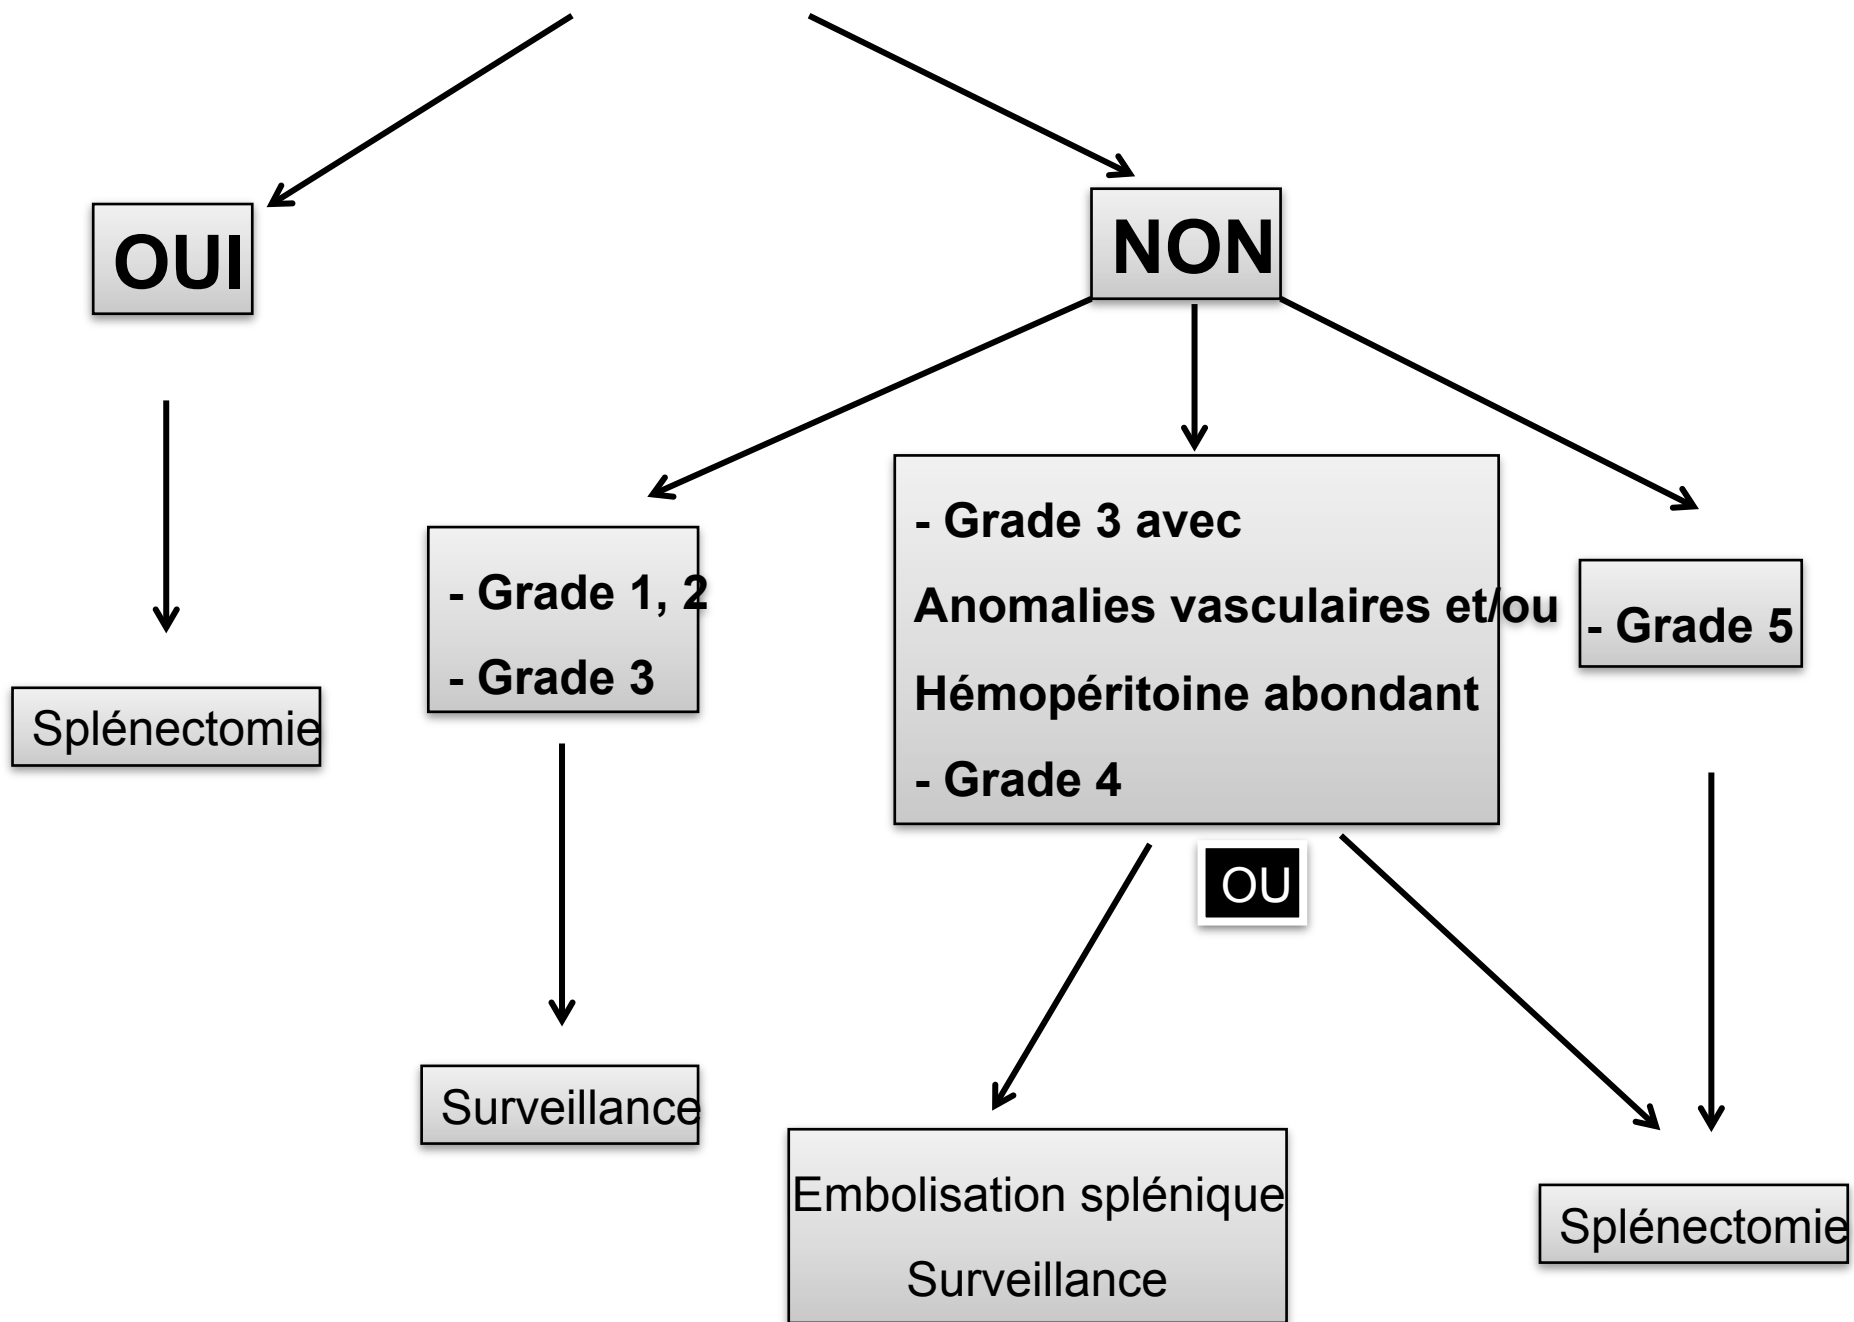 OUI
NON
- Grade 1, 2
- Grade 3
- Grade 3 avec
Anomalies vasculaires et/ou
Hémopéritoine abondant
- Grade 4
- Grade 5
Splénectomie
OU
Surveillance
Embolisation splénique
Surveillance
Splénectomie